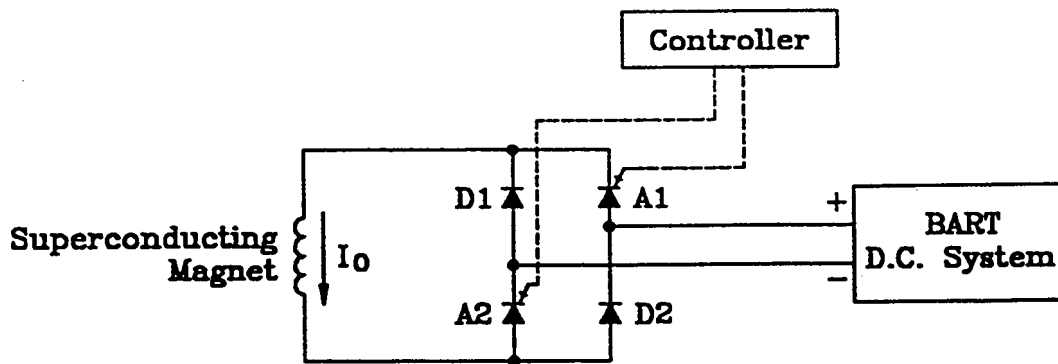 Controller
D1
A1
Superconducting
Magnet
I0
+
BART
D.C. System
−
A2
D2